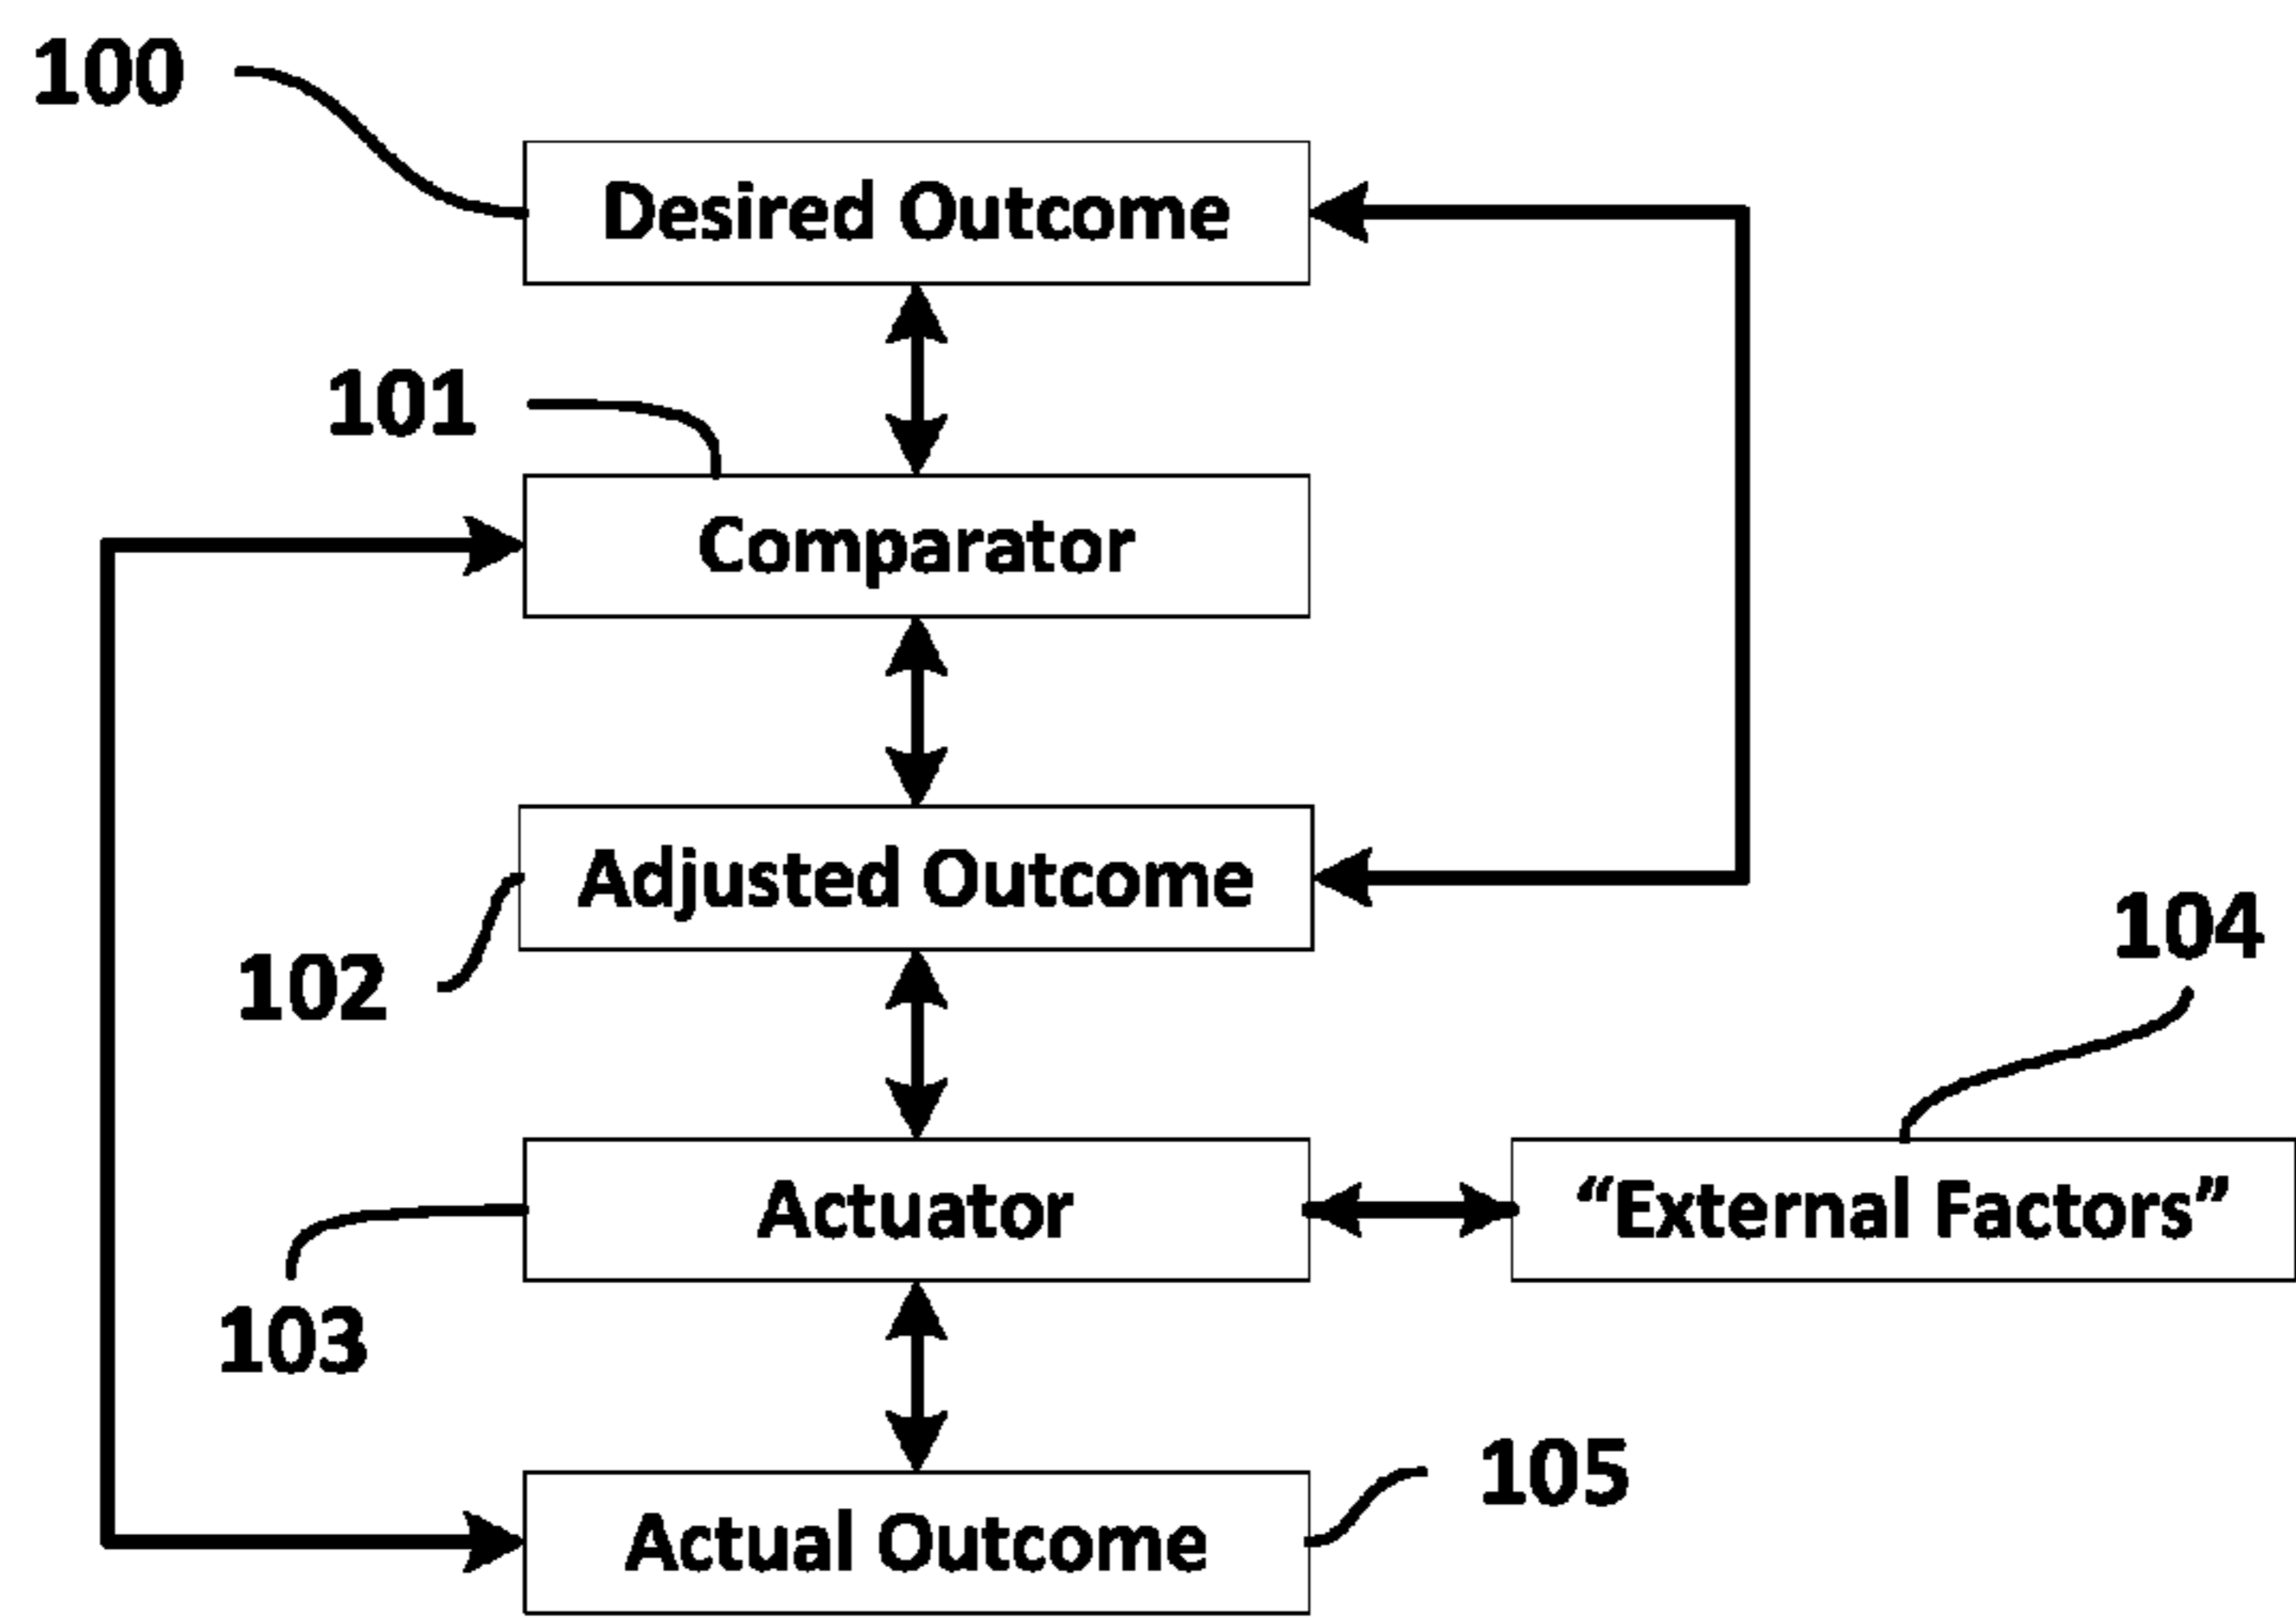 100
Desired Outcome
101
Comparator
Adjusted Outcome
102
104
Actuator
“External Factors”
103
105
Actual Outcome